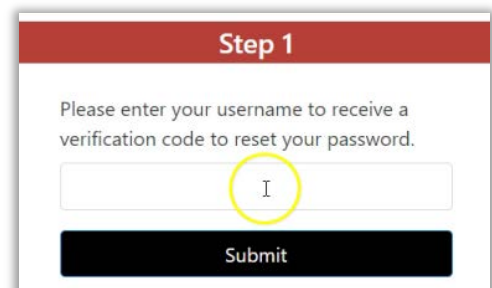 Step 1
Please enter your username to receive a
verification code to reset your password.
Submit